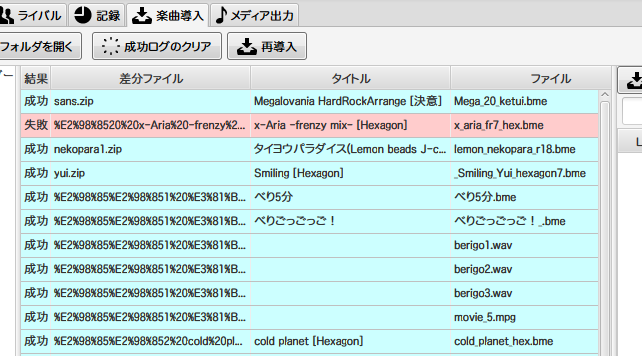 ライバル 記録 楽曲導入 メディア出力
フォルダを開く 成功ログのクリア 再導入
結果 差分ファイル タイトル ファイル
成功 sans.zip Megalovania HardRockArrange [決意] Mega_20_ketui.bme
失敗 %E2%98%8520%20x-Aria%20-frenzy%2... x-Aria -frenzy mix- [Hexagon] x_aria_fr7_hex.bme
成功 nekopara1.zip タイヨウパラダイス(Lemon beads J-c... lemon_nekopara_r18.bme
成功 yui.zip Smiling [Hexagon] _Smiling_Yui_hexagon7.bme
成功 %E2%98%85%E2%98%851%20%E3%81%B... べり5分 べり5分.bme
成功 %E2%98%85%E2%98%851%20%E3%81%B... べりごっごっご！ べりごっごっご！_.bme
成功 %E2%98%85%E2%98%851%20%E3%81%B... berigo1.wav
成功 %E2%98%85%E2%98%851%20%E3%81%B... berigo2.wav
成功 %E2%98%85%E2%98%851%20%E3%81%B... berigo3.wav
成功 %E2%98%85%E2%98%851%20%E3%81%B... movie_5.mpg
成功 %E2%98%85%E2%98%852%20cold%20pl... cold planet [Hexagon] cold_planet_hex.bme